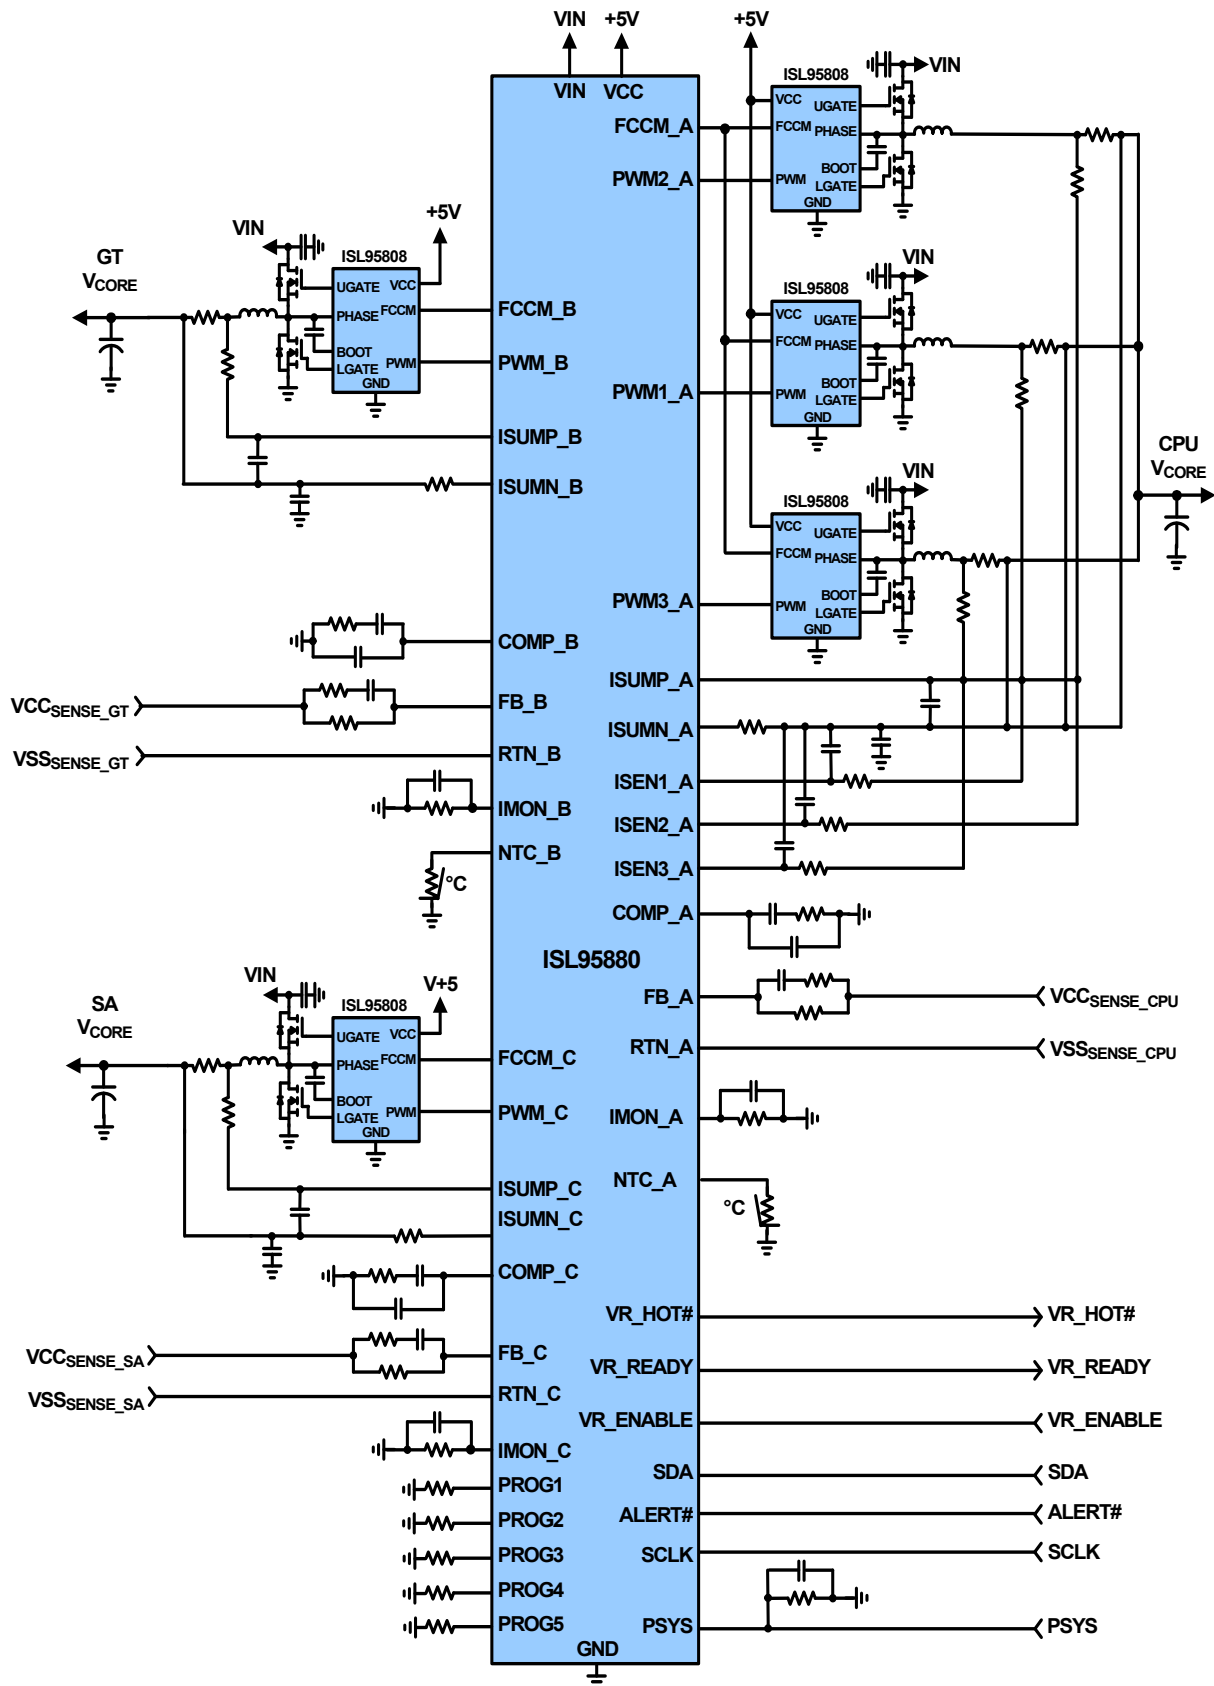 VIN +5V +5V
VIN VCC
ISL95808
VIN
VCC
UGATE
FCCM_A
FCCM PHASE
BOOT
PWM2_A
PWM
LGATE
GND
+5V
VIN
GT
VCORE
ISL95808
UGATE
VCC
PHASE
FCCM
BOOT
LGATE
PWM
GND
FCCM_B
PWM_B
ISUMP_B
ISUMN_B
VIN
ISL95808
VCC
UGATE
FCCM
PHASE
BOOT
PWM1_A
PWM
LGATE
GND
CPU
VCORE
VIN
ISL95808
VCC
UGATE
FCCM
PHASE
BOOT
PWM3_A
PWM
LGATE
GND
COMP_B
VCCSENSE_GT
FB_B
VSSSENSE_GT
RTN_B
IMON_B
NTC_B
°C
ISUMP_A
ISUMN_A
ISEN1_A
ISEN2_A
ISEN3_A
COMP_A
ISL95880
FB_A
VCCSENSE_CPU
RTN_A
VSSSENSE_CPU
IMON_A
NTC_A
°C
VIN
V+5
SA
VCORE
ISL95808
UGATE
VCC
PHASE
FCCM
BOOT
LGATE
PWM
GND
FCCM_C
PWM_C
ISUMP_C
ISUMN_C
COMP_C
VCCSENSE_SA
FB_C
VSSSENSE_SA
RTN_C
IMON_C
PROG1
PROG2
PROG3
PROG4
PROG5
VR_HOT#
VR_HOT#
VR_READY
VR_READY
VR_ENABLE
VR_ENABLE
SDA
SDA
ALERT#
ALERT#
SCLK
SCLK
PSYS
PSYS
GND